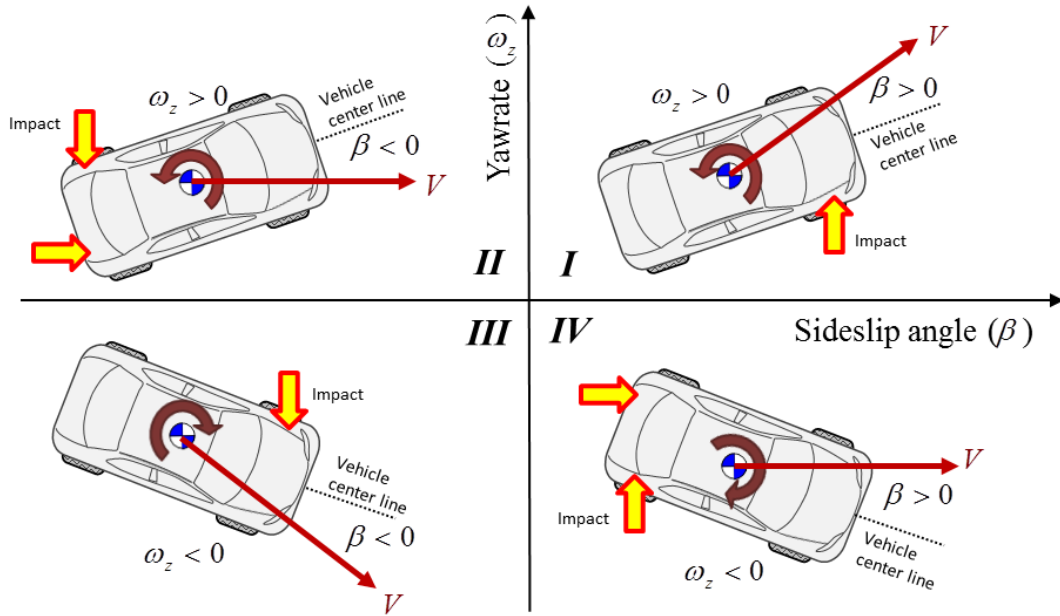 Yawrate (ω_z)
Impact
ω_z > 0
Vehicle
center line
β < 0
V
II
ω_z > 0
V
β > 0
Vehicle
center line
Impact
I
Sideslip angle (β)
III
Impact
Vehicle
center line
β < 0
ω_z < 0
V
IV
V
β > 0
Impact
Vehicle
center line
ω_z < 0